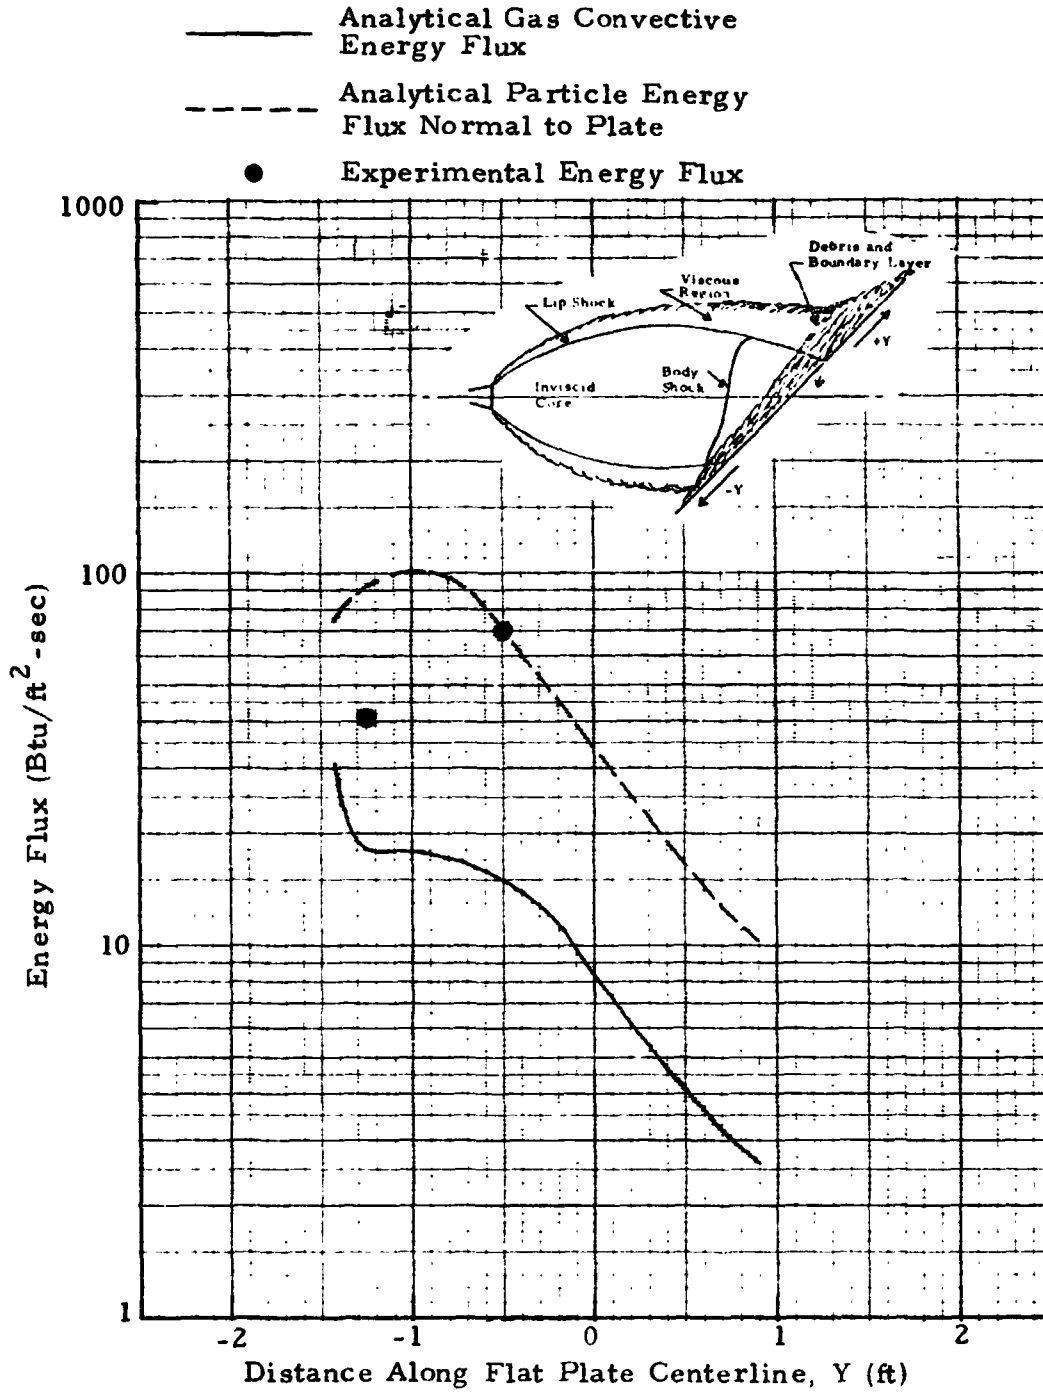 Analytical Gas Convective
Energy Flux
Analytical Particle Energy
Flux Normal to Plate
Experimental Energy Flux
1000
100
10
1
Energy Flux (Btu/ft²-sec)
Debris and
Boundary Layer
Viscous
Region
Lip Shock
+Y
Body
Shock
Inviscid
Core
-Y
-2
-1
0
1
2
Distance Along Flat Plate Centerline, Y (ft)